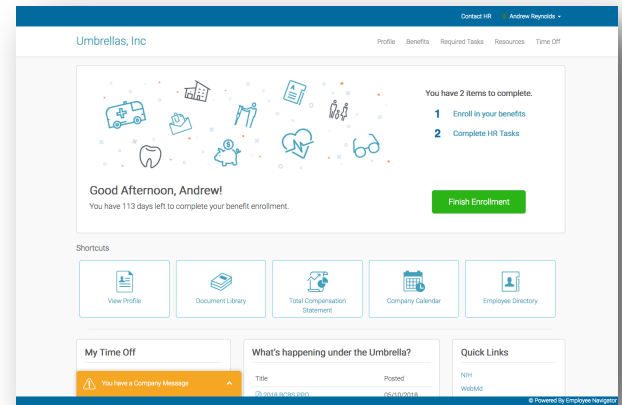 Contact HR Andrew Reynolds
Umbrellas, Inc
Profile Benefits Required Tasks Resources Time Off
You have 2 items to complete.
1 Enroll in your benefits
2 Complete HR Tasks
Good Afternoon, Andrew!
You have 113 days left to complete your benefit enrollment.
Finish Enrollment
Shortcuts
View Profile
Document Library
Total Compensation
Statement
Company Calendar
Employee Directory
My Time Off
What's happening under the Umbrella?
Quick Links
You have a Company Message
Title Posted
NIH
2018 BCBS PPO 05/10/2018
WebMd
© Powered By Employee Navigator